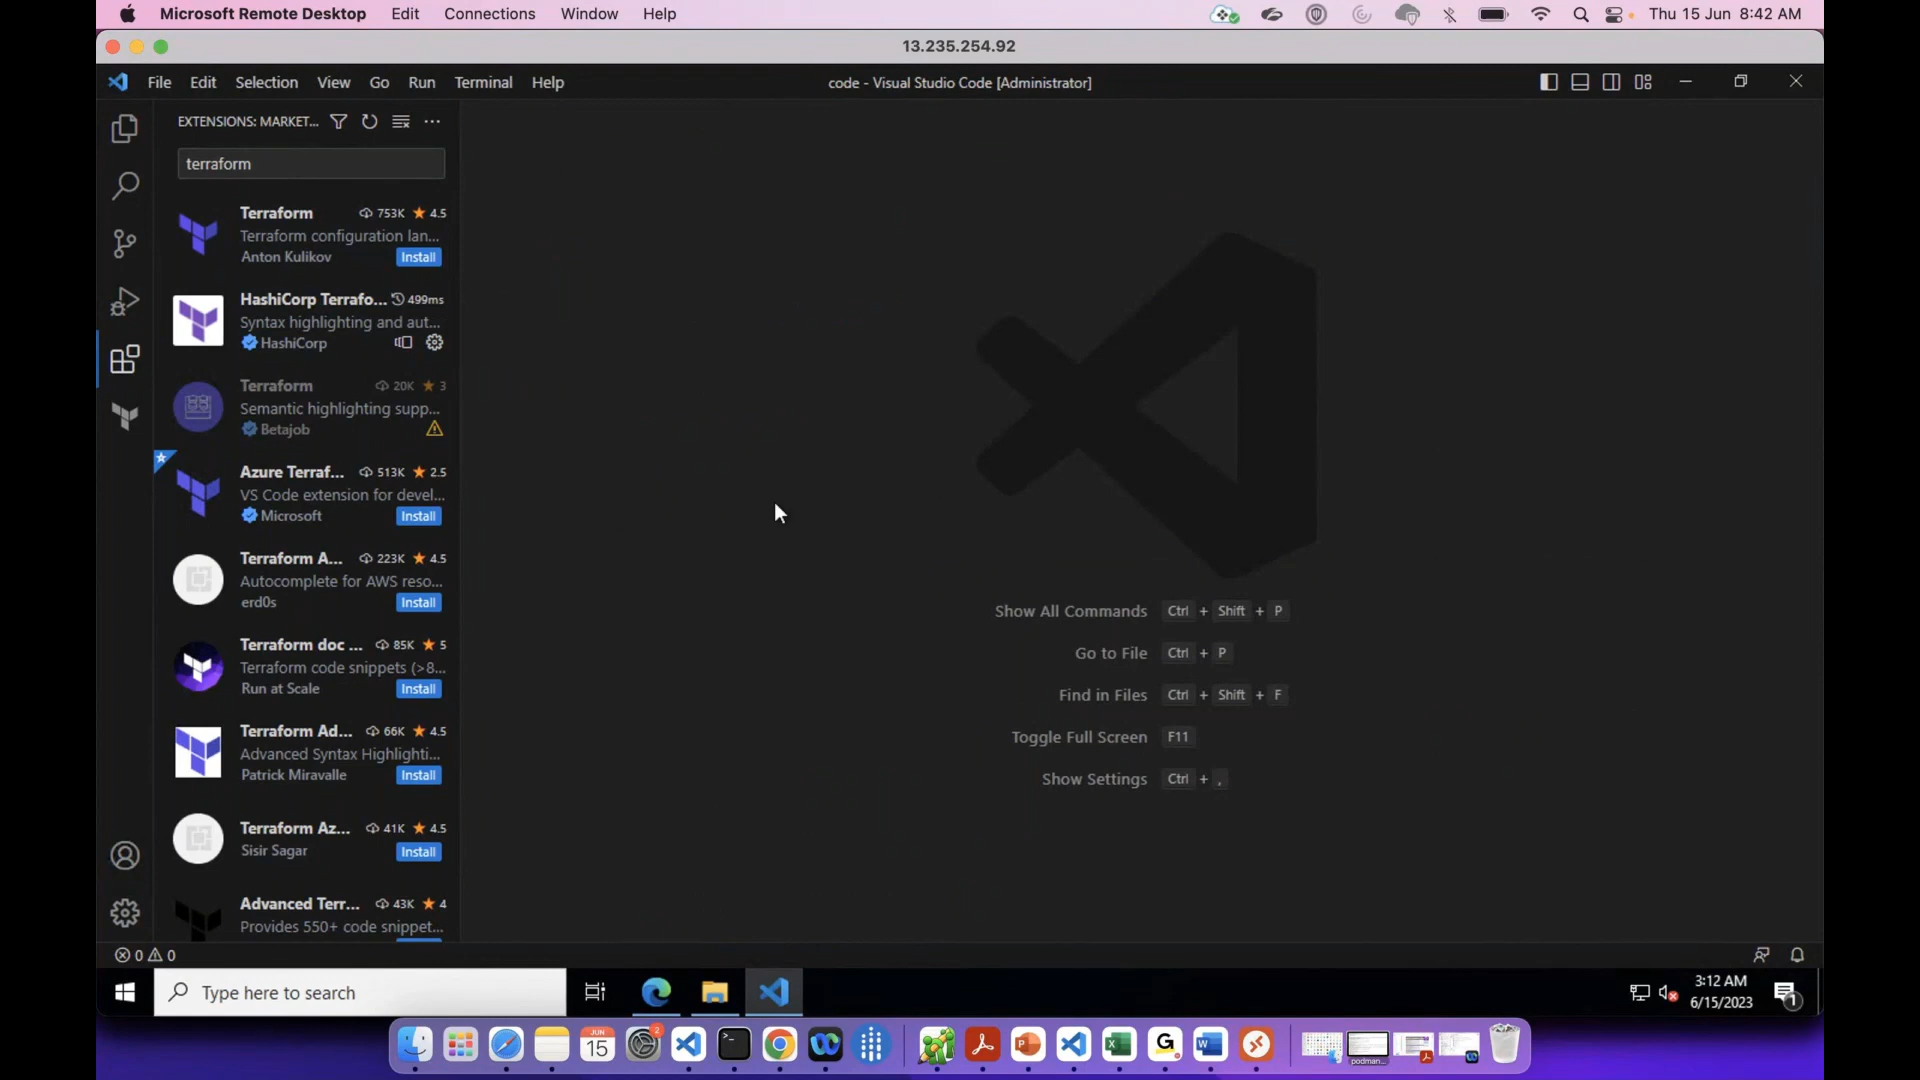 Microsoft Remote Desktop Edit Connections Window Help
Thu 15 Jun 8:42 AM
13.235.254.92
File Edit Selection View Go Run Terminal Help
code - Visual Studio Code [Administrator]
EXTENSIONS: MARKET...
terraform
Terraform 753K 4.5
Terraform configuration lan...
Anton Kulikov Install
HashiCorp Terrafo... 499ms
Syntax highlighting and aut...
HashiCorp
Terraform 20K 3
Semantic highlighting supp...
Betajob
Azure Terraf... 513K 2.5
VS Code extension for devel...
Microsoft Install
Terraform A... 223K 4.5
Autocomplete for AWS reso...
erd0s Install
Terraform doc ... 85K 5
Terraform code snippets (>8...
Run at Scale Install
Terraform Ad... 66K 4.5
Advanced Syntax Highlighti...
Patrick Miravalle Install
Terraform Az... 41K 4.5
Sisir Sagar Install
Advanced Terr... 43K 4
Provides 550+ code snippet...
Show All Commands Ctrl + Shift + P
Go to File Ctrl + P
Find in Files Ctrl + Shift + F
Toggle Full Screen F11
Show Settings Ctrl + ,
0 0
Type here to search
3:12 AM
6/15/2023
1
JUN
15
2
podman...